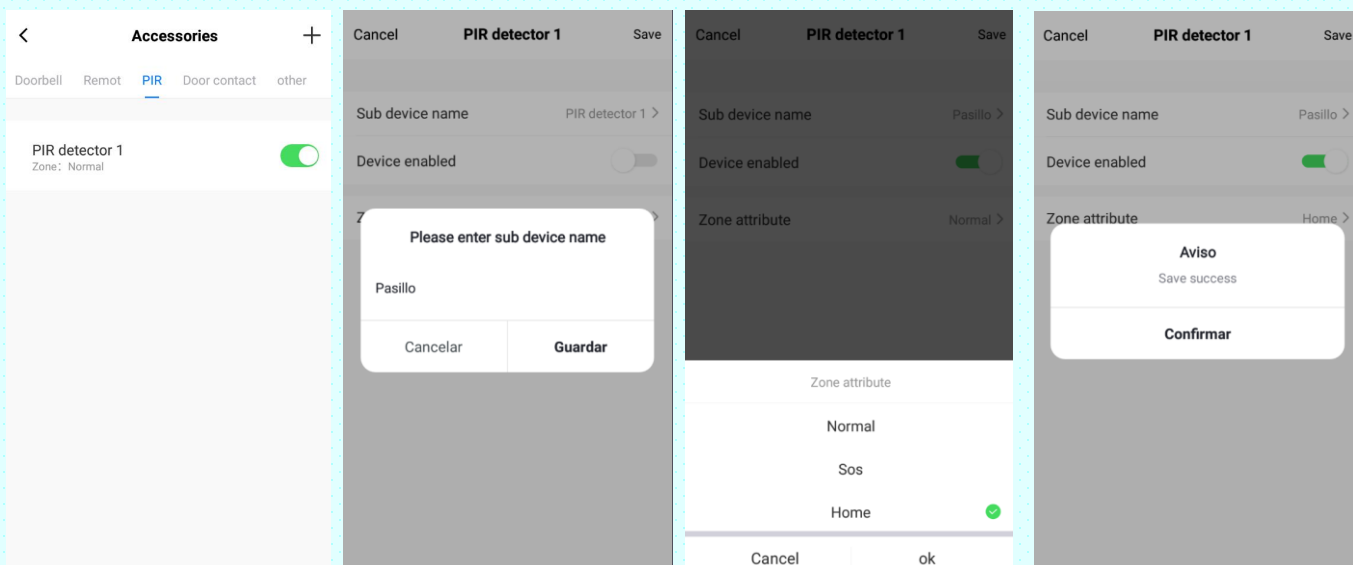 Accessories
Doorbell Remot PIR Door contact other
PIR detector 1
Zone: Normal
Cancel PIR detector 1 Save
Sub device name PIR detector 1
Device enabled
Z
Please enter sub device name
Pasillo
Cancelar Guardar
Cancel PIR detector 1 Save
Sub device name Pasillo
Device enabled
Zone attribute Normal
Zone attribute
Normal
Sos
Home
Cancel ok
Cancel PIR detector 1 Save
Sub device name Pasillo
Device enabled
Zone attribute Home
Aviso
Save success
Confirmar